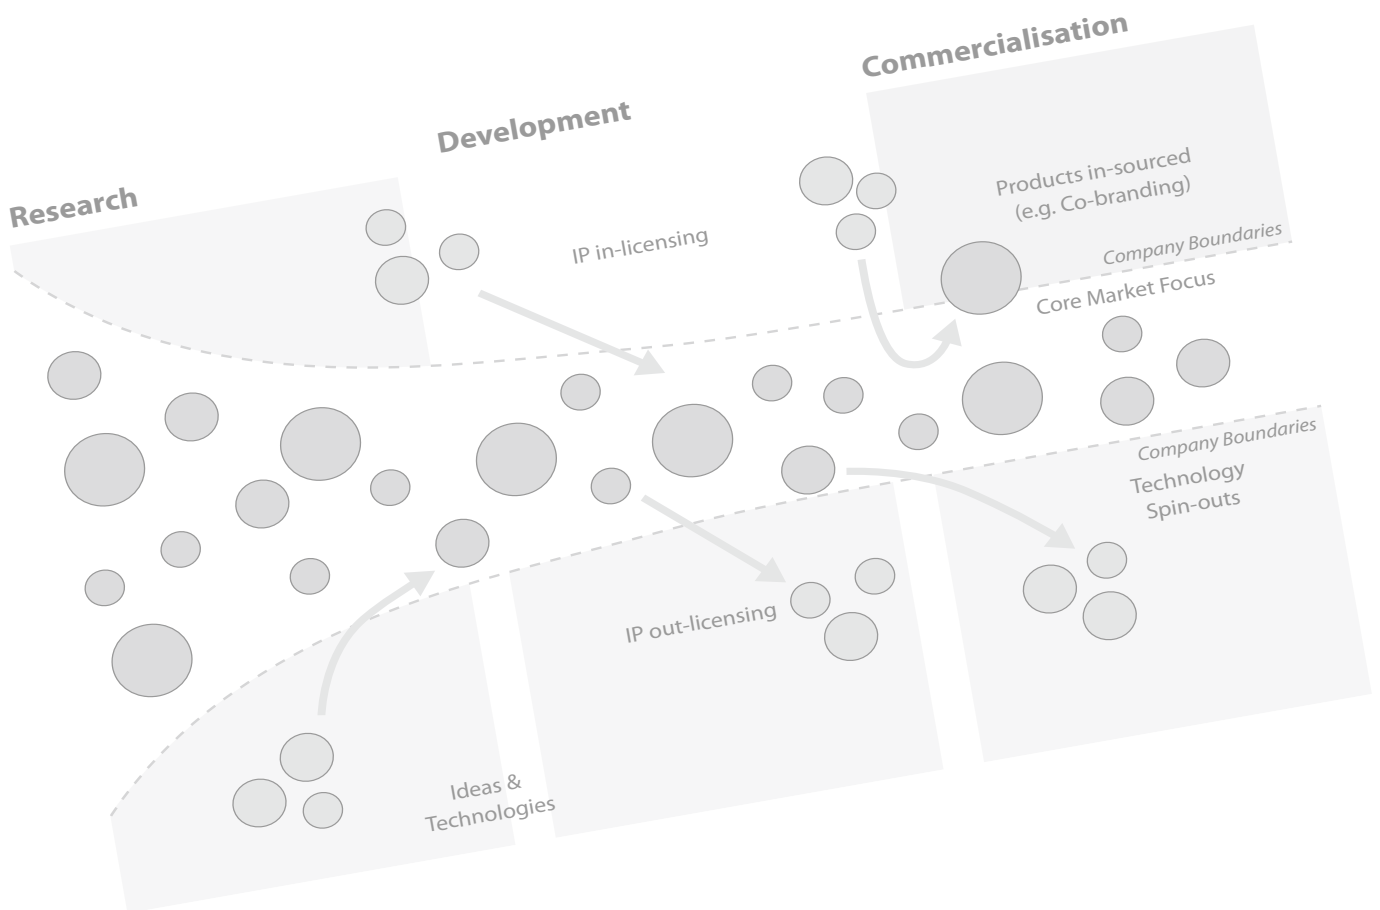 Research
Development
Commercialisation
IP in-licensing
Products in-sourced
(e.g. Co-branding)
Company Boundaries
Core Market Focus
Company Boundaries
Technology
Spin-outs
IP out-licensing
Ideas &
Technologies